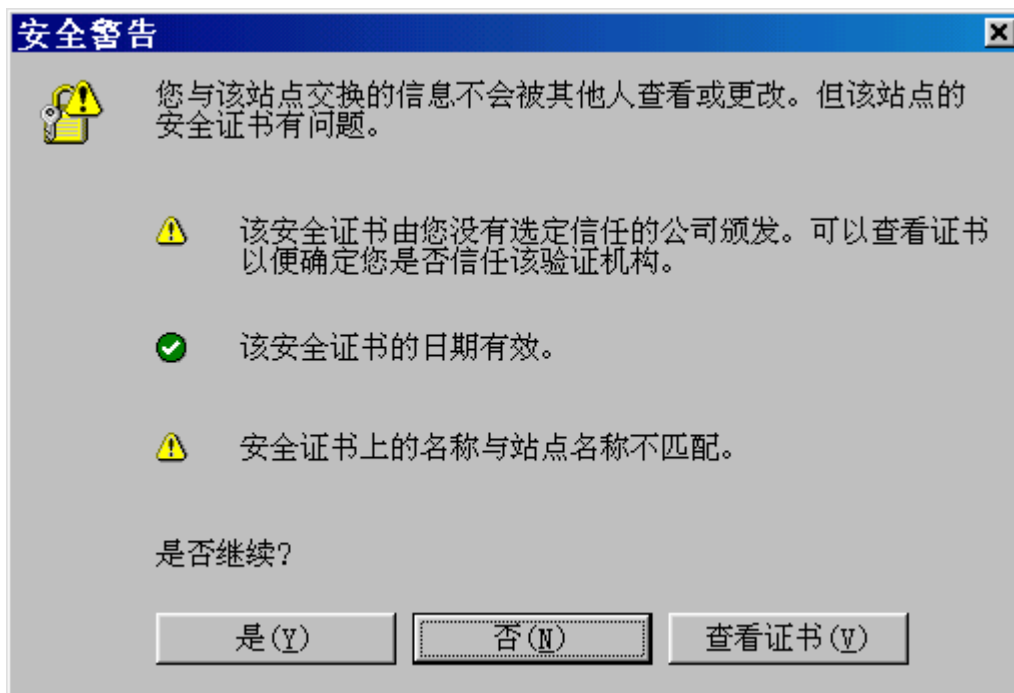 安全警告
您与该站点交换的信息不会被其他人查看或更改。但该站点的
安全证书有问题。
该安全证书由您没有选定信任的公司颁发。可以查看证书
以便确定您是否信任该验证机构。
该安全证书的日期有效。
安全证书上的名称与站点名称不匹配。
是否继续?
是(Y) 否(N) 查看证书(V)